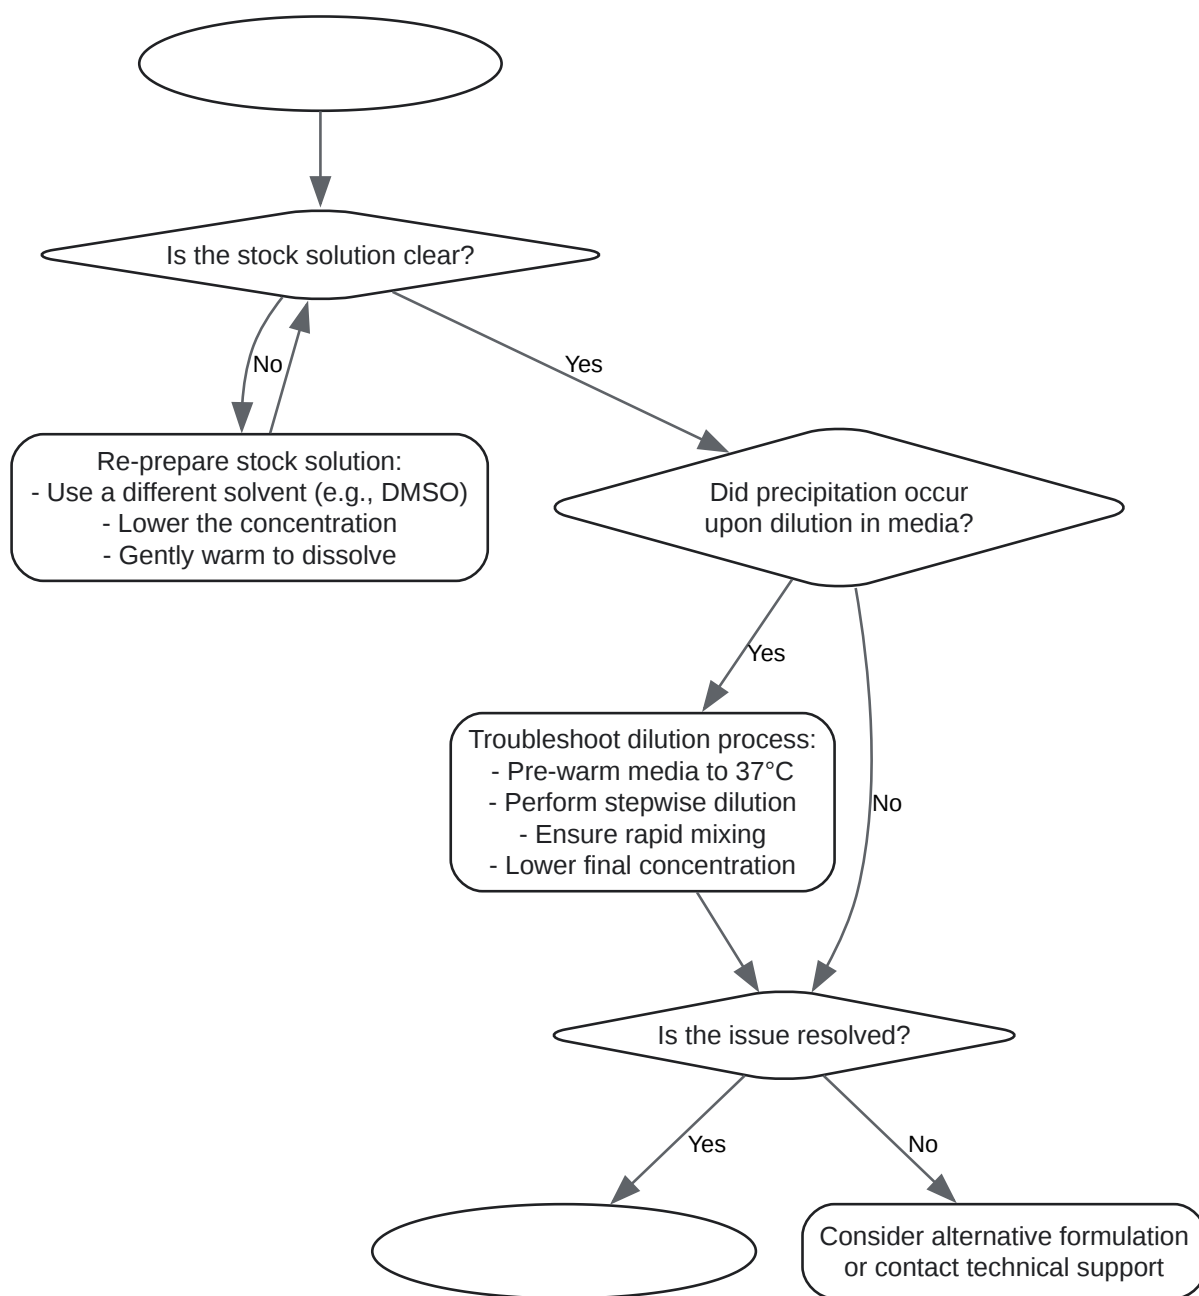 Is the stock solution clear?
No
Yes
Re-prepare stock solution:
- Use a different solvent (e.g., DMSO)
- Lower the concentration
- Gently warm to dissolve
Did precipitation occur
upon dilution in media?
Yes
Troubleshoot dilution process:
- Pre-warm media to 37°C
- Perform stepwise dilution
- Ensure rapid mixing
- Lower final concentration
No
Is the issue resolved?
Yes
No
Consider alternative formulation
or contact technical support